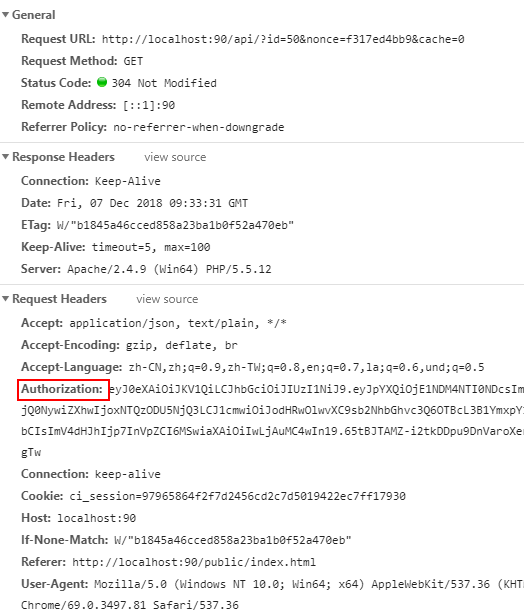 General
Request URL: http://localhost:90/api/?id=50&nonce=f317ed4bb9&cache=0
Request Method: GET
Status Code: 304 Not Modified
Remote Address: [::1]:90
Referrer Policy: no-referrer-when-downgrade
Response Headers view source
Connection: Keep-Alive
Date: Fri, 07 Dec 2018 09:33:31 GMT
ETag: W/"b1845a46cced858a23ba1b0f52a470eb"
Keep-Alive: timeout=5, max=100
Server: Apache/2.4.9 (Win64) PHP/5.5.12
Request Headers view source
Accept: application/json, text/plain, */*
Accept-Encoding: gzip, deflate, br
Accept-Language: zh-CN,zh;q=0.9,zh-TW;q=0.8,en;q=0.7,la;q=0.6,und;q=0.5
Authorization: eyJ0eXAiOiJKV1QiLCJhbGciOiJIUzI1NiJ9.eyJpYXQiOjE1NDM4NTI0NDcsIm
jQ0NywiZXhwIjoxNTQzODU5NjQ3LCJ1cmwiOiJodHRwOlwvXC9sb2NhbGhvc3Q6OTBcL3B1YmxpY1
bCIsImV4dHJhIjp7InVpZCI6MSwiaXAiOiIwLjAuMC4wIn19.65tBJTAMZ-i2tkDDpu9DnVaroXe
gTw
Connection: keep-alive
Cookie: ci_session=97965864f2f7d2456cd2c7d5019422ec7ff17930
Host: localhost:90
If-None-Match: W/"b1845a46cced858a23ba1b0f52a470eb"
Referer: http://localhost:90/public/index.html
User-Agent: Mozilla/5.0 (Windows NT 10.0; Win64; x64) AppleWebKit/537.36 (KHT
Chrome/69.0.3497.81 Safari/537.36